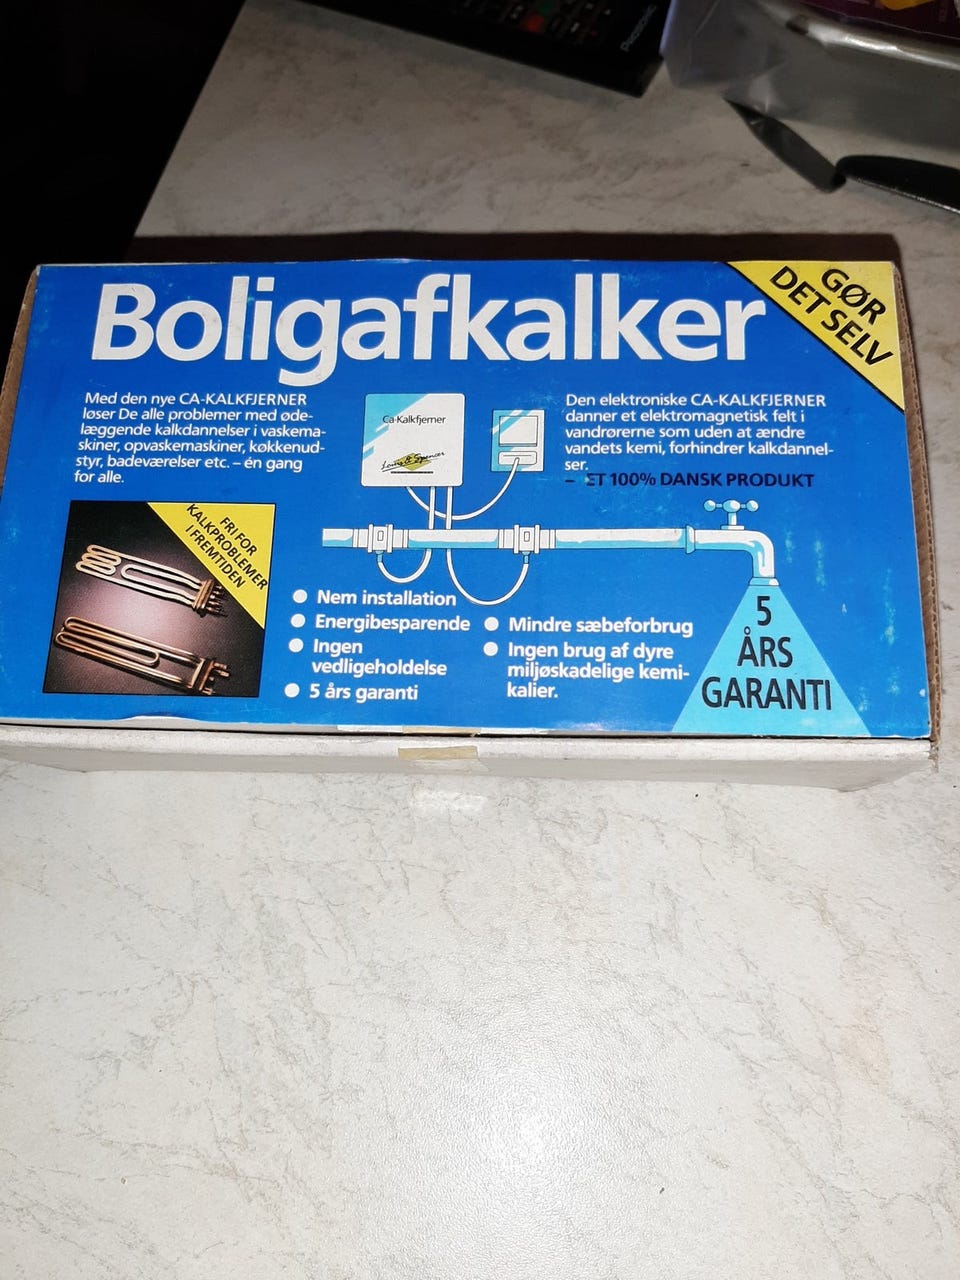 Panasonic
Boligafkalker
GØR
DET SELV
Med den nye CA-KALKFJERNER
løser De alle problemer med øde-
læggende kalkdannelser i vaskema-
skiner, opvaskemaskiner, køkkenud-
styr, badeværelser etc. – én gang
for alle.
Ca-Kalkfjerner
Den elektroniske CA-KALKFJERNER
danner et elektromagnetisk felt i
vandrørerne som uden at ændre
vandets kemi, forhindrer kalkdannel-
ser.
– ET 100% DANSK PRODUKT
FRI FOR
KALKPROBLEMER
I FREMTIDEN
Nem installation
Energibesparende
Ingen
vedligeholdelse
5 års garanti
Mindre sæbeforbrug
Ingen brug af dyre
miljøskadelige kemi-
kalier.
5
ÅRS
GARANTI